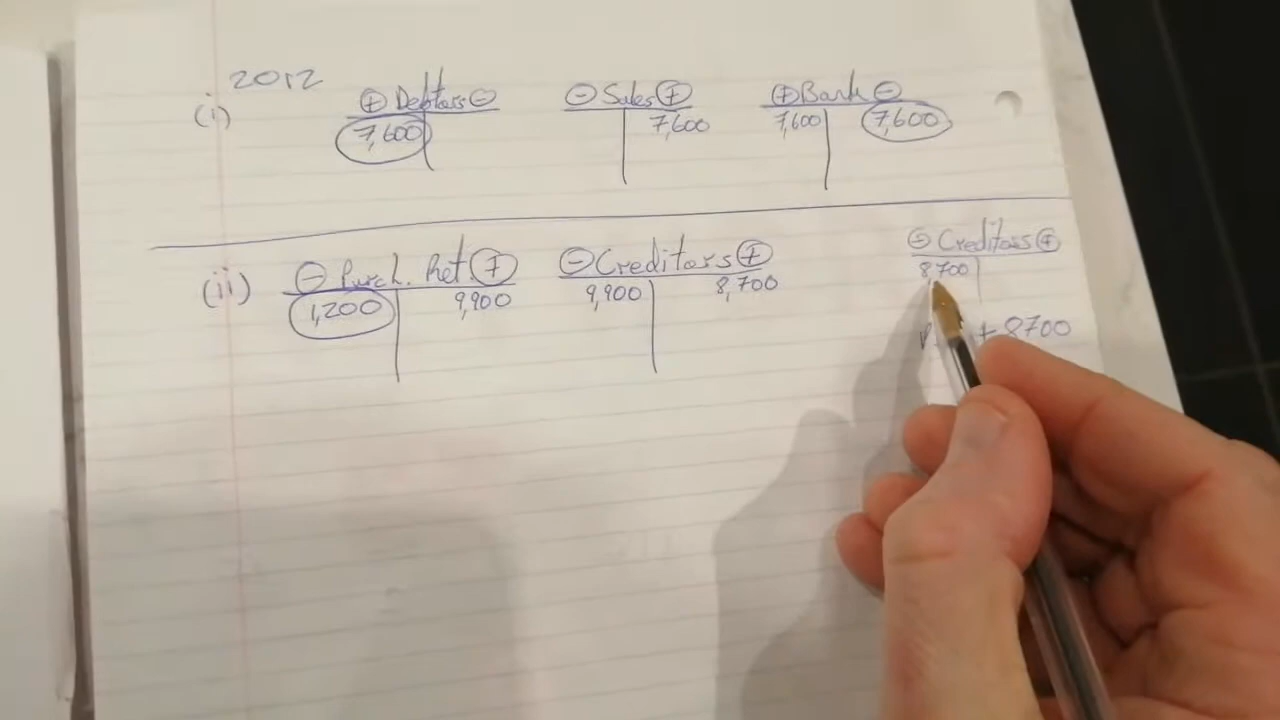 2012
(i) + Debtors - - Sales + + Bank -
7,600 7,600 7,600 7,600
- Creditors +
(ii) - Purch. Ret + - Creditors + 8,700
1,200 9,900 9,900 8,700
+ 8700